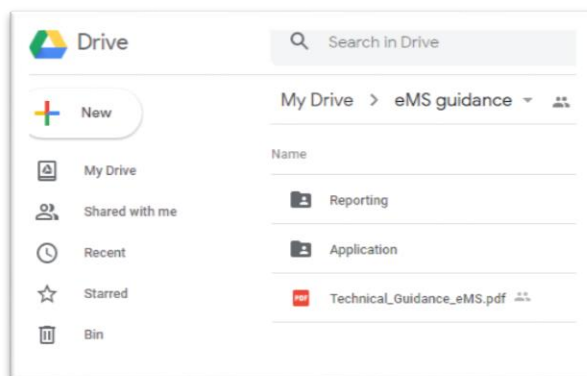 Drive
Search in Drive
New
My Drive > eMS guidance
My Drive
Shared with me
Recent
Starred
Bin
Name
Reporting
Application
PDF Technical_Guidance_eMS.pdf